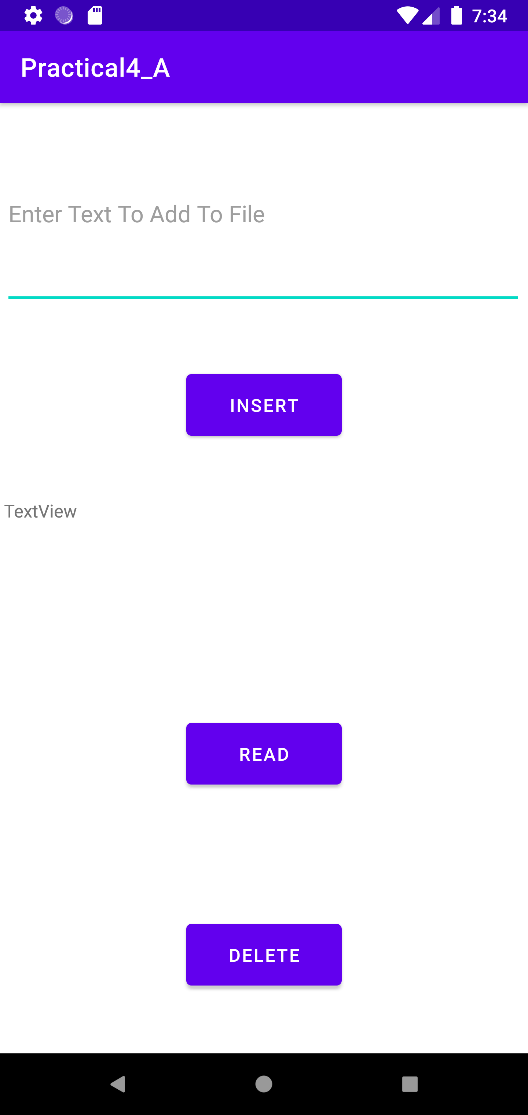 7:34
Practical4_A
Enter Text To Add To File
INSERT
TextView
READ
DELETE